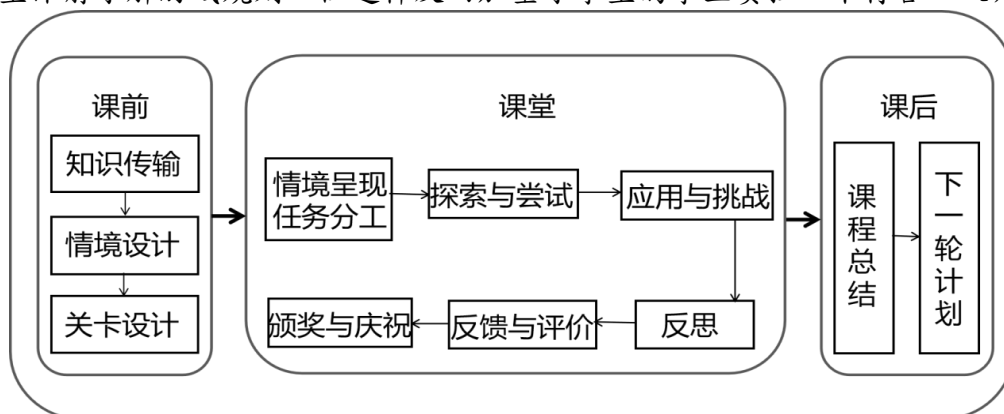 课前
知识传输
情境设计
关卡设计
课堂
情境呈现
任务分工
探索与尝试
应用与挑战
反思
反馈与评价
颁奖与庆祝
课后
课程总结
下一轮计划